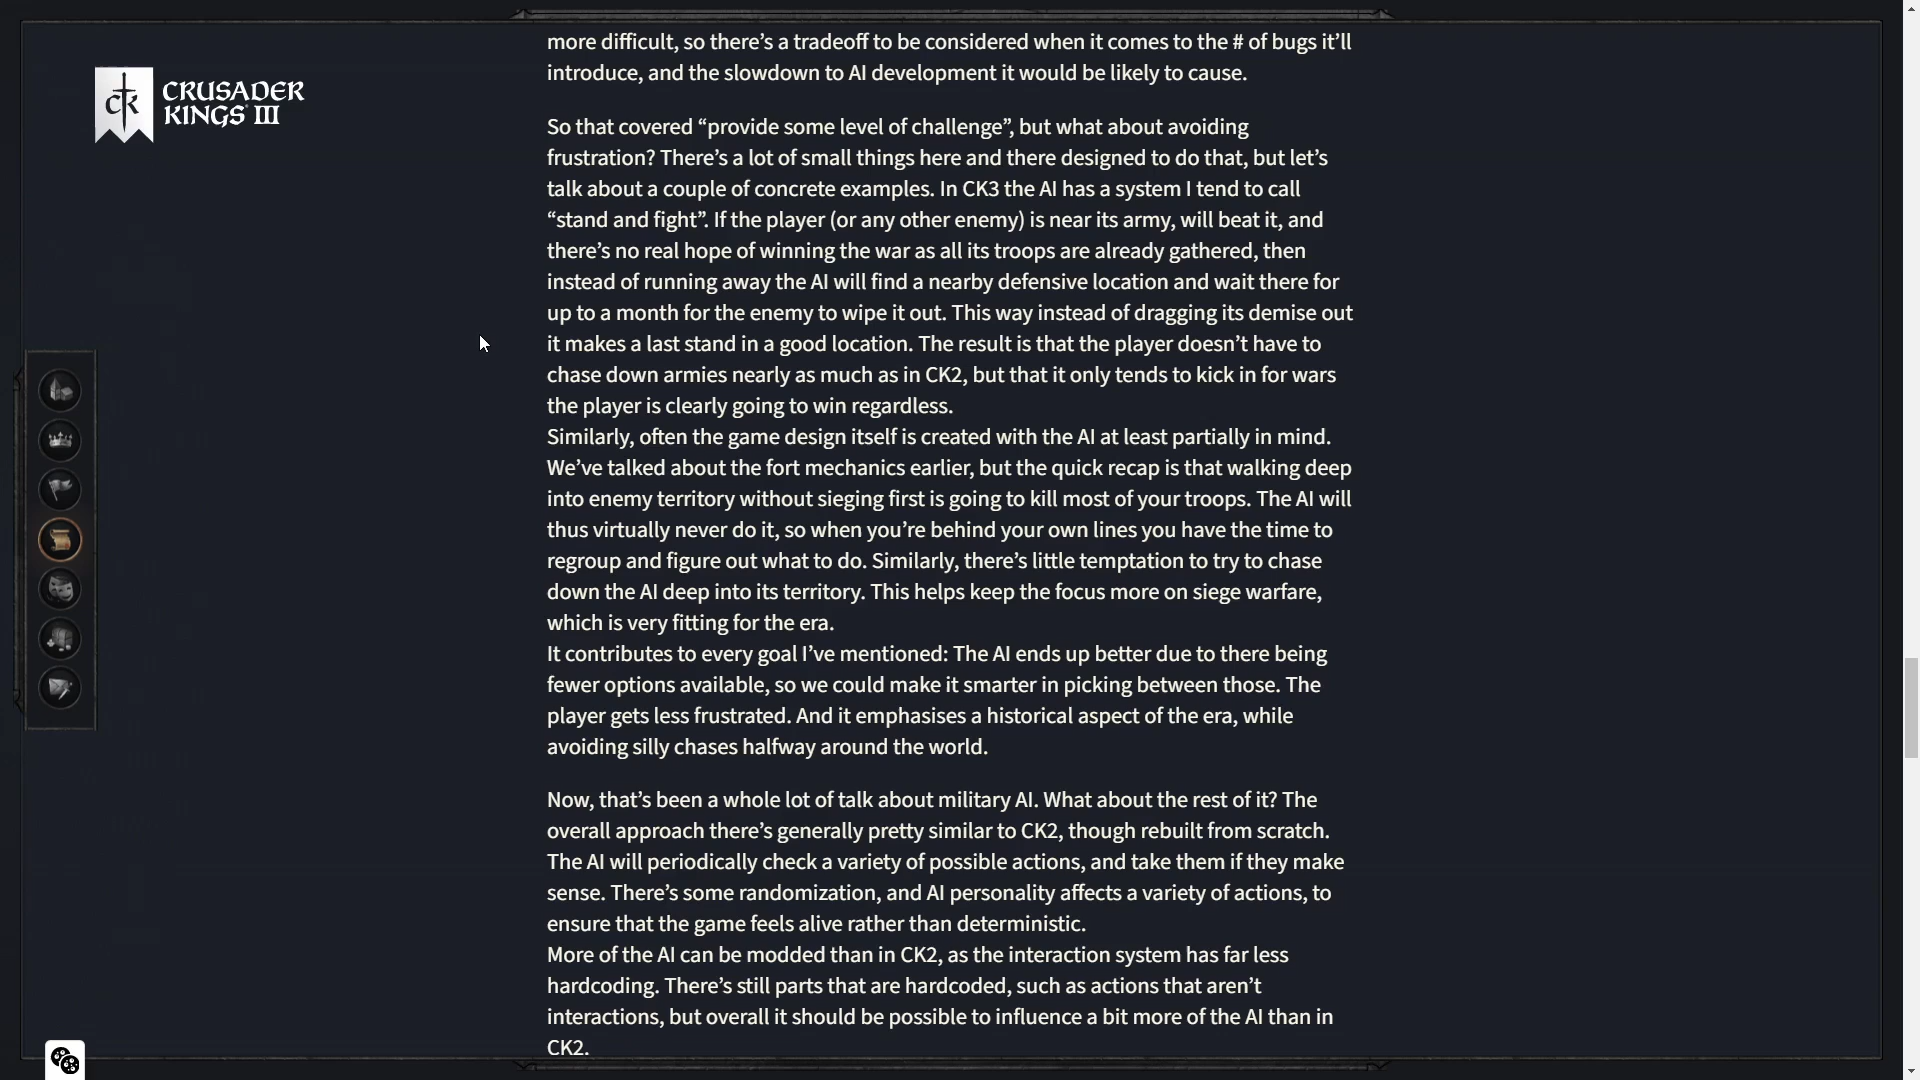 more difficult, so there’s a tradeoff to be considered when it comes to the # of bugs it’ll
introduce, and the slowdown to AI development it would be likely to cause.
CK
CRUSADER
KINGS III
So that covered “provide some level of challenge”, but what about avoiding
frustration? There’s a lot of small things here and there designed to do that, but let’s
talk about a couple of concrete examples. In CK3 the AI has a system I tend to call
“stand and fight”. If the player (or any other enemy) is near its army, will beat it, and
there’s no real hope of winning the war as all its troops are already gathered, then
instead of running away the AI will find a nearby defensive location and wait there for
up to a month for the enemy to wipe it out. This way instead of dragging its demise out
it makes a last stand in a good location. The result is that the player doesn’t have to
chase down armies nearly as much as in CK2, but that it only tends to kick in for wars
the player is clearly going to win regardless.
Similarly, often the game design itself is created with the AI at least partially in mind.
We’ve talked about the fort mechanics earlier, but the quick recap is that walking deep
into enemy territory without sieging first is going to kill most of your troops. The AI will
thus virtually never do it, so when you’re behind your own lines you have the time to
regroup and figure out what to do. Similarly, there’s little temptation to try to chase
down the AI deep into its territory. This helps keep the focus more on siege warfare,
which is very fitting for the era.
It contributes to every goal I’ve mentioned: The AI ends up better due to there being
fewer options available, so we could make it smarter in picking between those. The
player gets less frustrated. And it emphasises a historical aspect of the era, while
avoiding silly chases halfway around the world.
Now, that’s been a whole lot of talk about military AI. What about the rest of it? The
overall approach there’s generally pretty similar to CK2, though rebuilt from scratch.
The AI will periodically check a variety of possible actions, and take them if they make
sense. There’s some randomization, and AI personality affects a variety of actions, to
ensure that the game feels alive rather than deterministic.
More of the AI can be modded than in CK2, as the interaction system has far less
hardcoding. There’s still parts that are hardcoded, such as actions that aren’t
interactions, but overall it should be possible to influence a bit more of the AI than in
CK2.